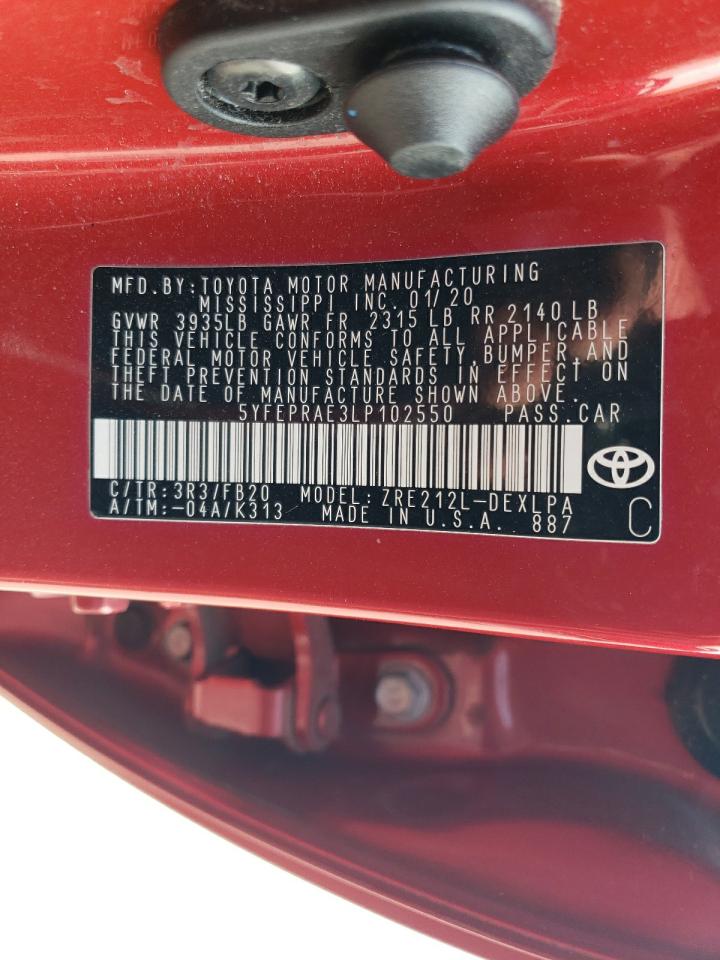 MFD. BY: TOYOTA MOTOR MANUFACTURING
MISSISSIPPI INC. 01/20
GVWR 3935LB GAWR FR 2315 LB RR 2140 LB
THIS VEHICLE CONFORMS TO ALL APPLICABLE
FEDERAL MOTOR VEHICLE SAFETY, BUMPER, AND
THEFT PREVENTION STANDARDS IN EFFECT ON
THE DATE OF MANUFACTURE SHOWN ABOVE.
5YFEPRAE3LP102550 PASS. CAR
C/TR: 3R3/FB20 MODEL: ZRE212L-DEXLPA
A/TM: -04A/K313 MADE IN U.S.A. 887 C